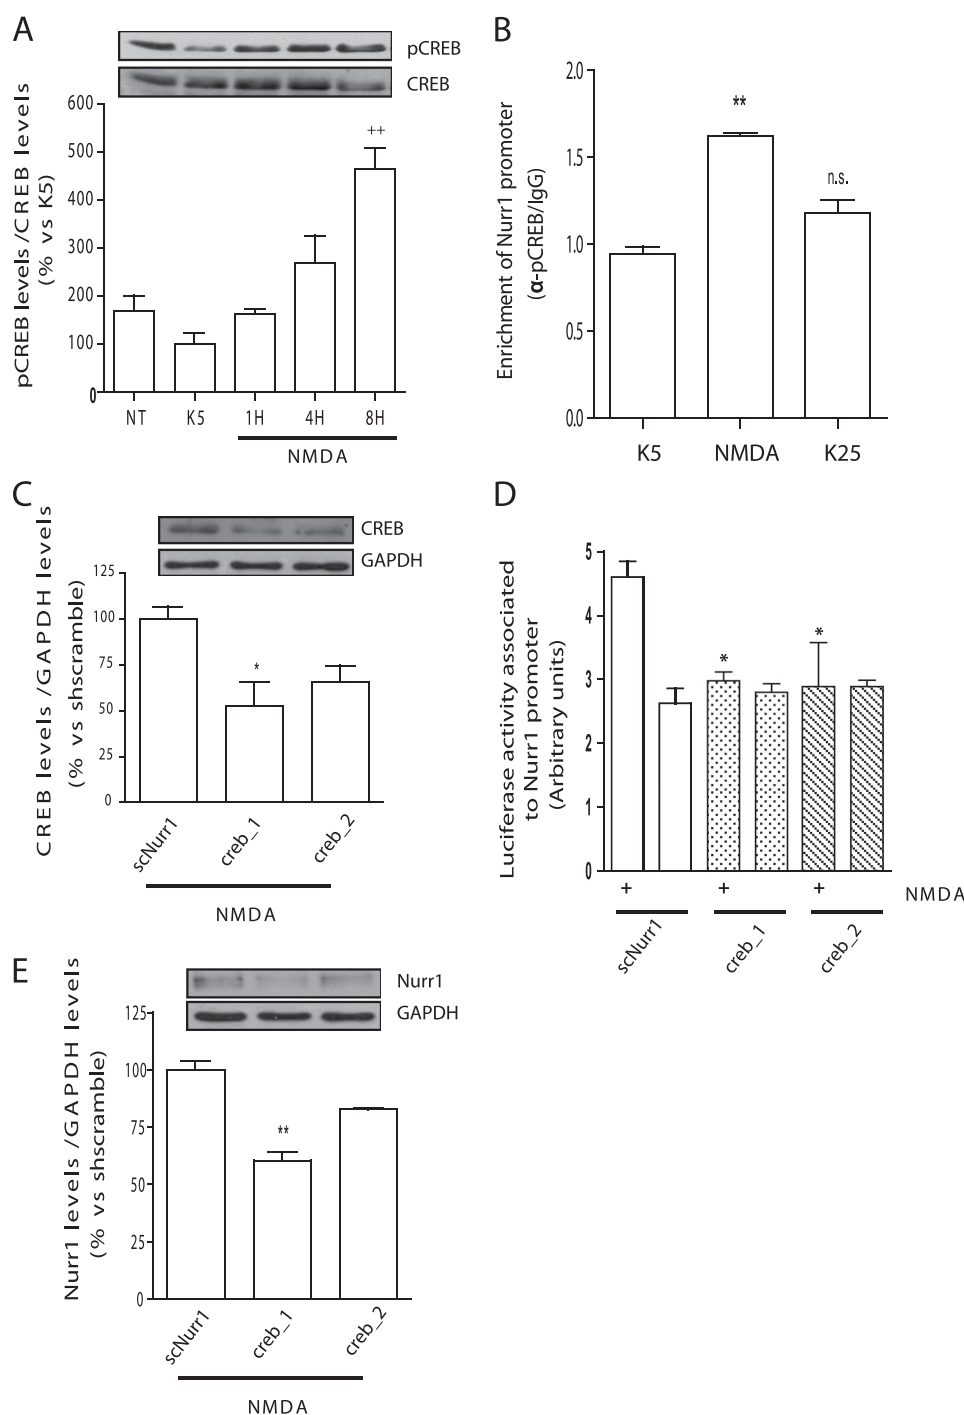 A
pCREB
CREB
pCREB levels /CREB levels
(% vs K5)
600
500
400
300
200
100
0
++
NT K5 1H 4H 8H
NMDA
B
Enrichment of Nurr1 promoter
(α-pCREB/IgG)
2.0
1.5
1.0
0.5
0.0
**
n.s.
K5 NMDA K25
C
CREB
GAPDH
CREB levels /GAPDH levels
(% vs shscramble)
125
100
75
50
25
0
*
scNurr1 creb_1 creb_2
NMDA
D
Luciferase activity associated
to Nurr1 promoter
(Arbitrary units)
5
4
3
2
1
0
* *
+ + + NMDA
scNurr1 creb_1 creb_2
E
Nurr1
GAPDH
Nurr1 levels /GAPDH levels
(% vs shscramble)
125
100
75
50
25
0
**
scNurr1 creb_1 creb_2
NMDA